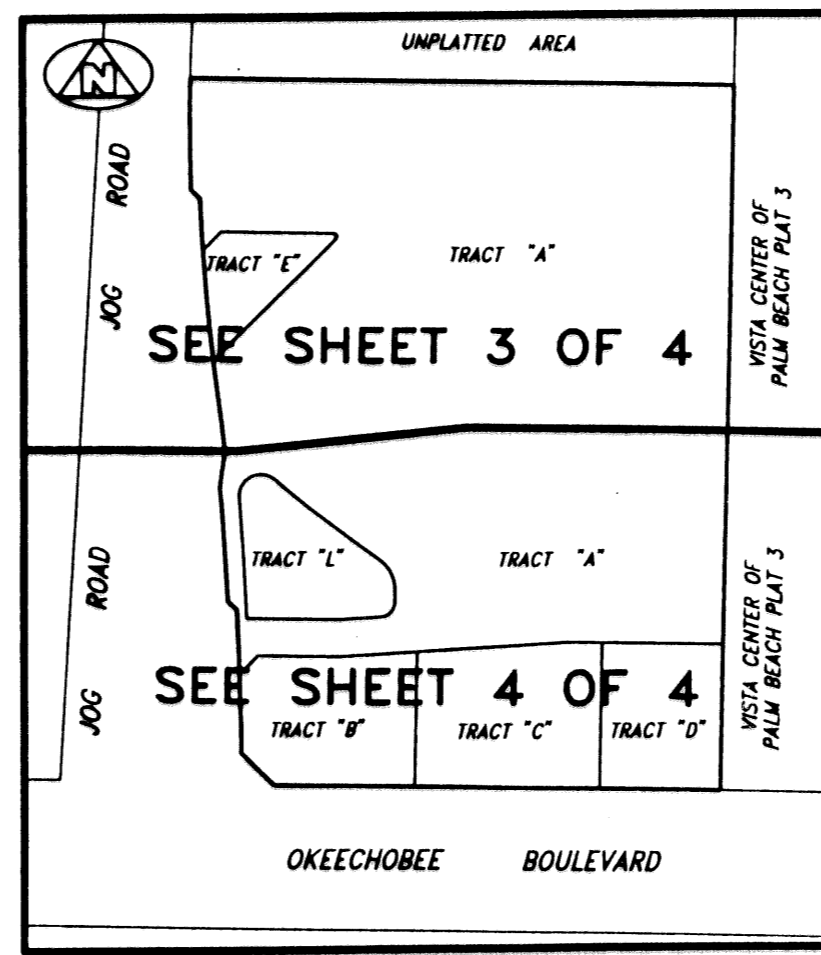 UNPLATTED AREA
N
JOG ROAD
TRACT "E"
TRACT "A"
VISTA CENTER OF
PALM BEACH PLAT 3
SEE SHEET 3 OF 4
JOG ROAD
TRACT "L"
TRACT "A"
VISTA CENTER OF
PALM BEACH PLAT 3
SEE SHEET 4 OF 4
TRACT "B"
TRACT "C"
TRACT "D"
OKEECHOBEE BOULEVARD